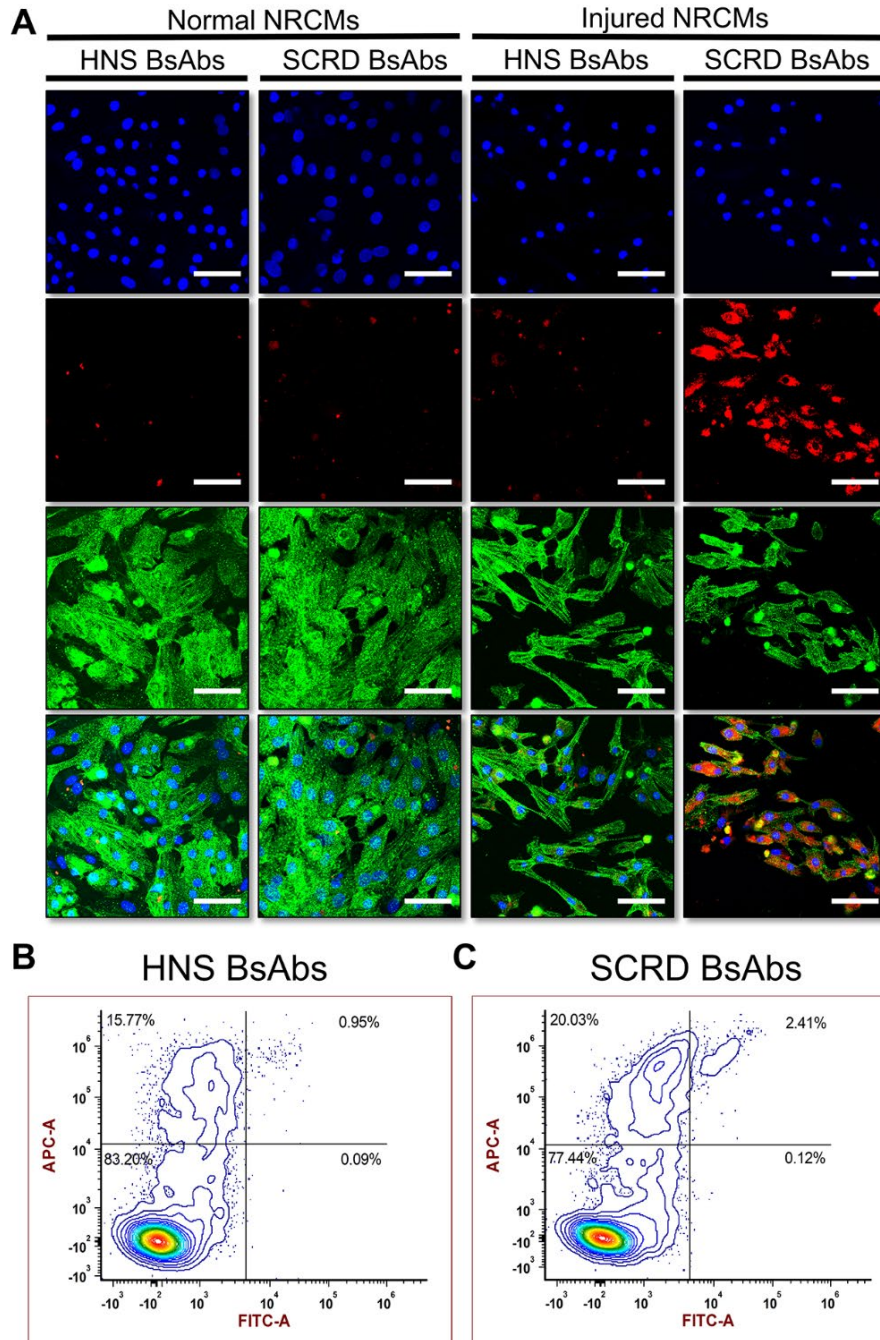 A
Normal NRCMs
Injured NRCMs
HNS BsAbs
SCRD BsAbs
HNS BsAbs
SCRD BsAbs
B
HNS BsAbs
15.77%
0.95%
83.20%
0.09%
APC-A
10^6
10^5
10^4
10^3
10^2
-10^2
-10^3
-10^3
-10^2
10^3
10^4
10^5
10^6
FITC-A
C
SCRD BsAbs
20.03%
2.41%
77.44%
0.12%
APC-A
10^6
10^5
10^4
10^3
-10^2
-10^3
-10^3
-10^2
10^3
10^4
10^5
10^6
FITC-A